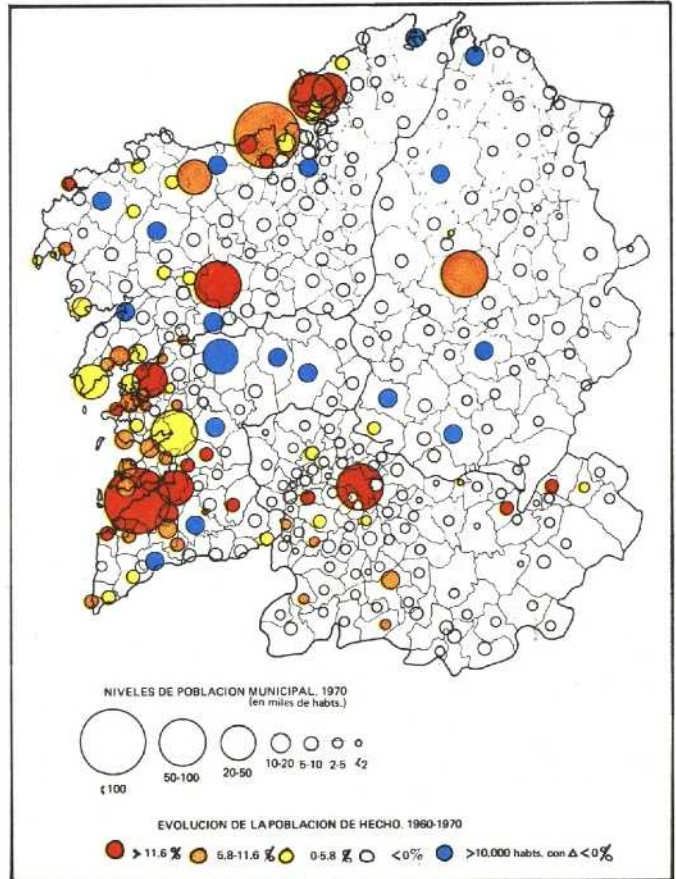 NIVELES DE POBLACION MUNICIPAL. 1970
(en miles de habts.)
100
50-100
20-50
10-20
5-10
2-5
<2
EVOLUCION DE LA POBLACION DE HECHO. 1960-1970
> 11.6 %
5.8-11.6 %
0-5.8 %
<0%
>10.000 habts. con Δ <0%